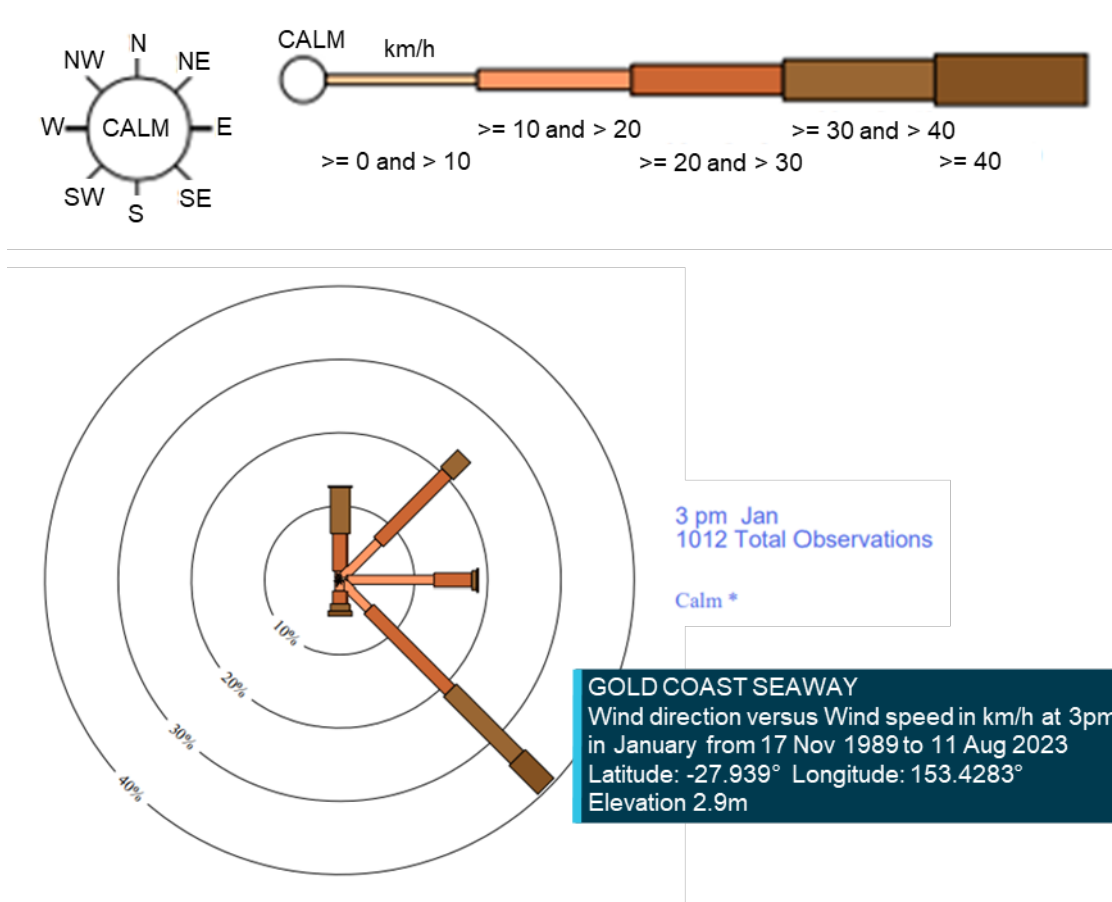 N
NW
NE
W
CALM
E
SW
SE
S
CALM
km/h
>= 10 and > 20
>= 30 and > 40
>= 0 and > 10
>= 20 and > 30
>= 40
10%
20%
30%
40%
3 pm Jan
1012 Total Observations
Calm *
GOLD COAST SEAWAY
Wind direction versus Wind speed in km/h at 3pm
in January from 17 Nov 1989 to 11 Aug 2023
Latitude: -27.939° Longitude: 153.4283°
Elevation 2.9m